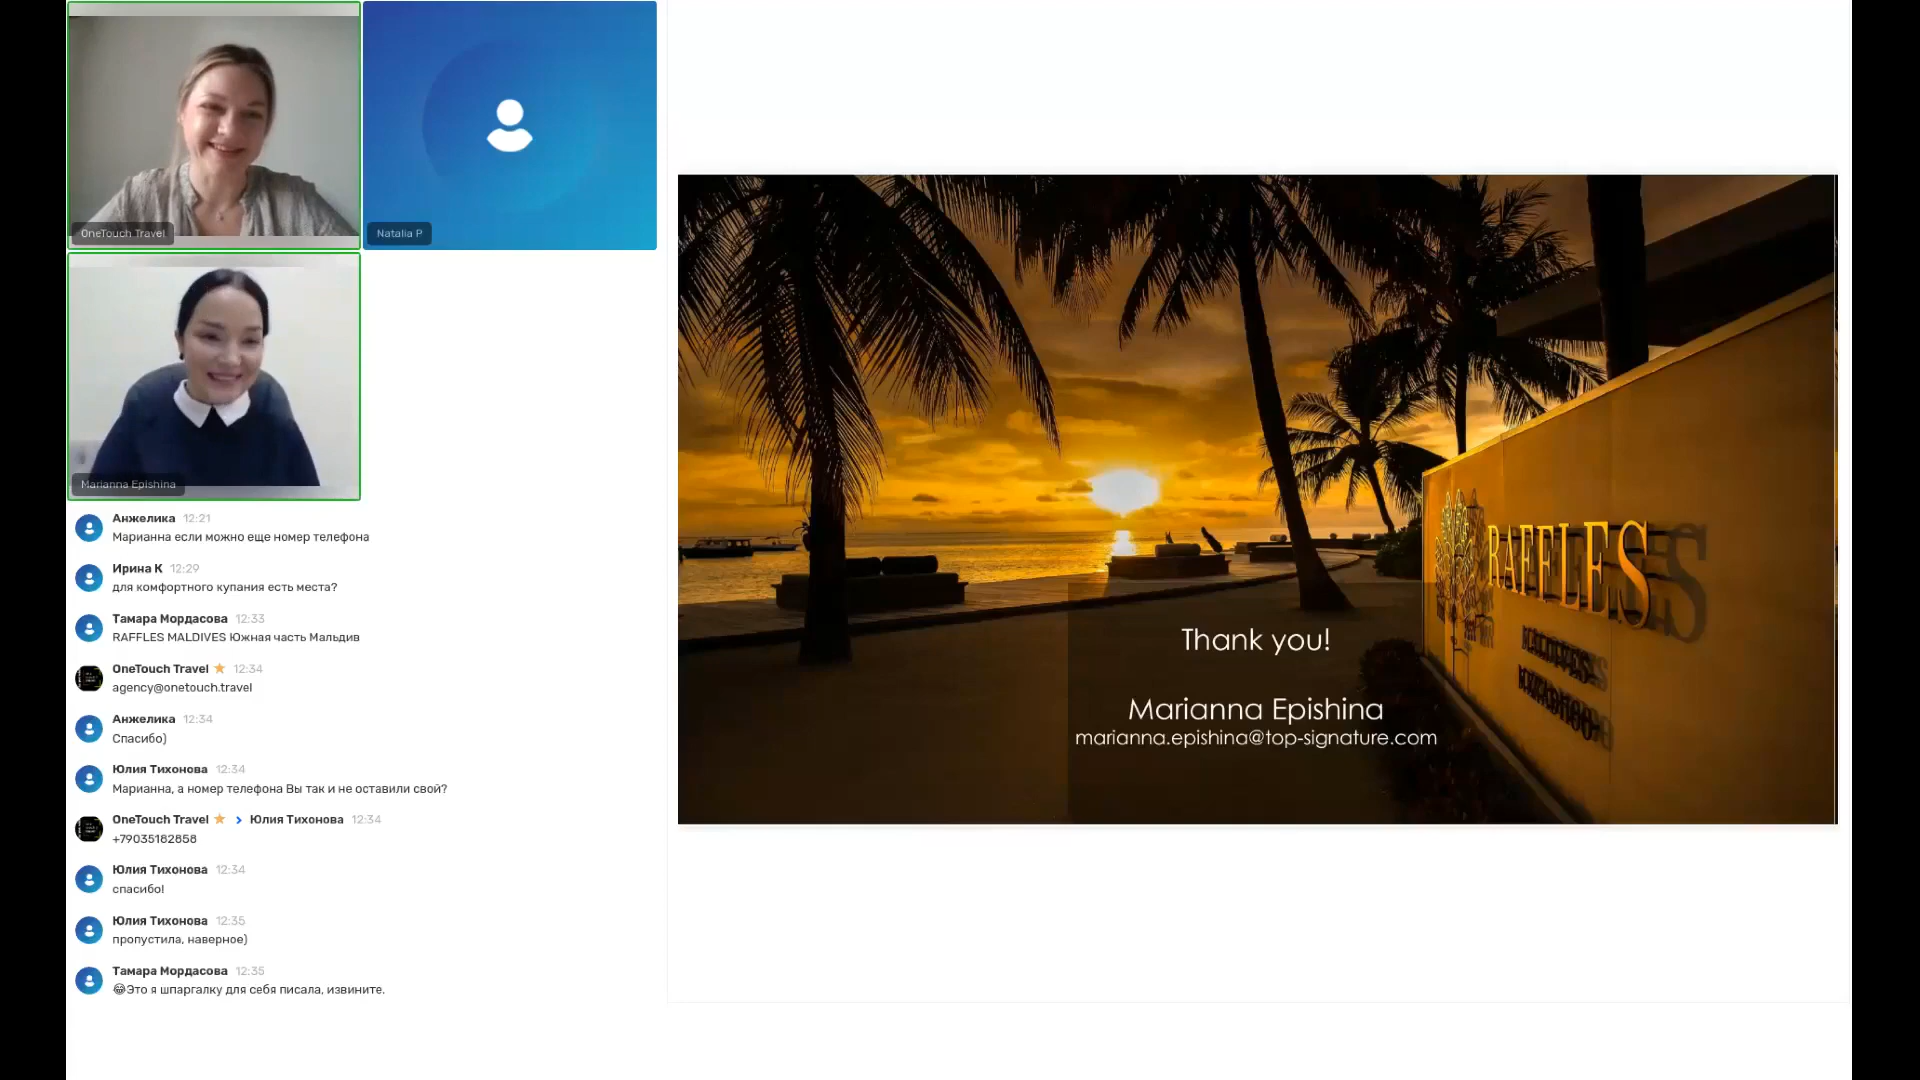 OneTouch Travel
Natalia P
Marianna Epishina
Анжелика 12:21
Марианна если можно еще номер телефона
Ирина К 12:29
для комфортного купания есть места?
Тамара Мордасова 12:33
RAFFLES MALDIVES Южная часть Мальдив
OneTouch Travel 12:34
agency@onetouch.travel
Анжелика 12:34
Спасибо)
Юлия Тихонова 12:34
Марианна, а номер телефона Вы так и не оставили свой?
OneTouch Travel > Юлия Тихонова 12:34
+79035182858
Юлия Тихонова 12:34
спасибо!
Юлия Тихонова 12:35
пропустила, наверное)
Тамара Мордасова 12:35
😂Это я шпаргалку для себя писала, извините.
RAFFLES
MALDIVES
Thank you!
Marianna Epishina
marianna.epishina@top-signature.com